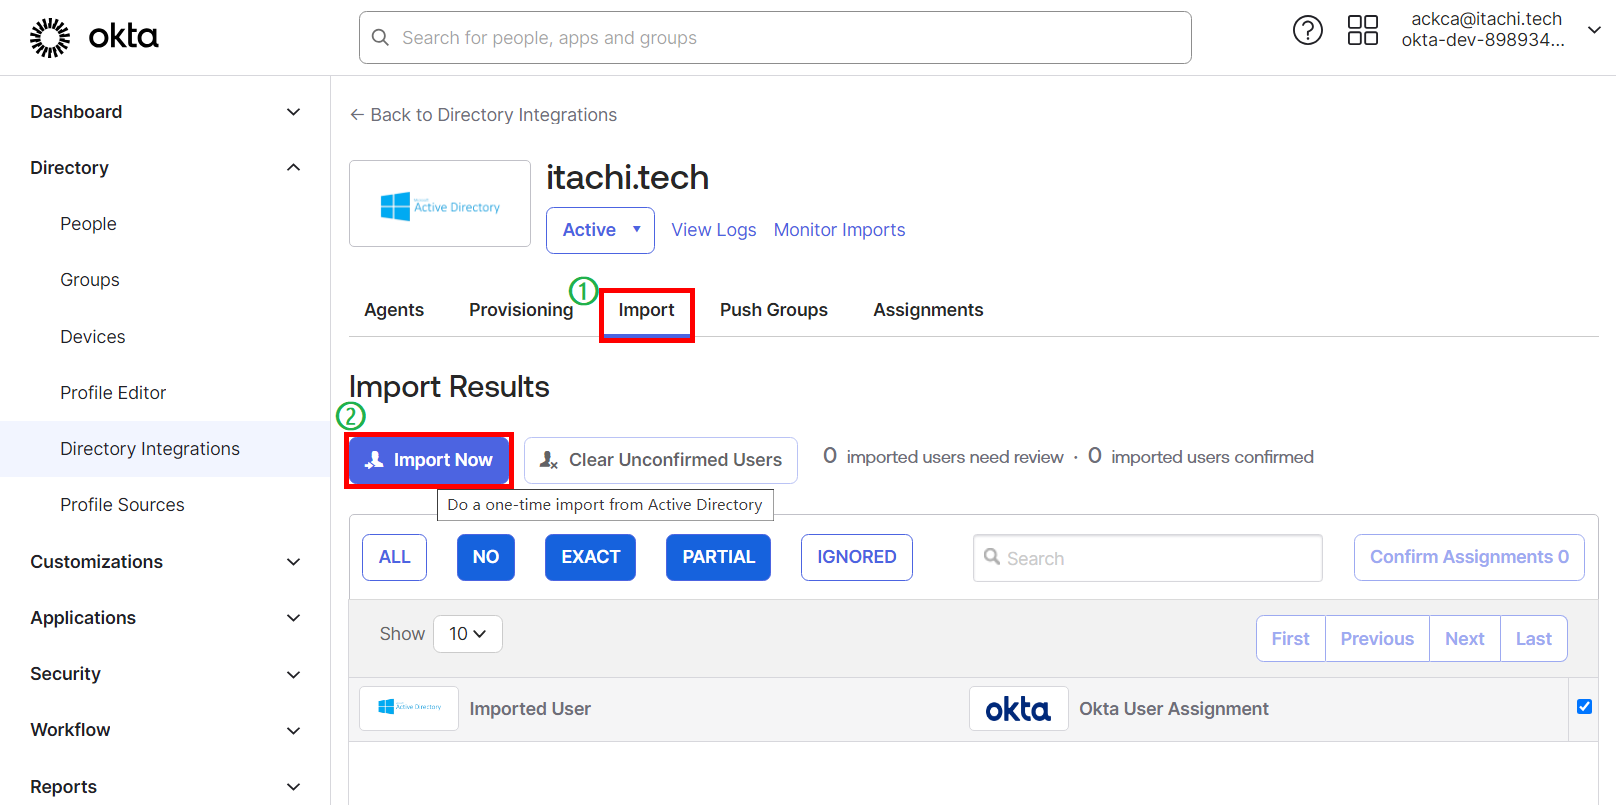 okta
Search for people, apps and groups
ackca@itachi.tech
okta-dev-898934...
Dashboard
Directory
People
Groups
Devices
Profile Editor
Directory Integrations
Profile Sources
Customizations
Applications
Security
Workflow
Reports
← Back to Directory Integrations
Active Directory
itachi.tech
Active
View Logs
Monitor Imports
Agents
Provisioning
1
Import
Push Groups
Assignments
Import Results
2
Import Now
Clear Unconfirmed Users
0 imported users need review · 0 imported users confirmed
Do a one-time import from Active Directory
ALL
NO
EXACT
PARTIAL
IGNORED
Search
Confirm Assignments 0
Show 10
First
Previous
Next
Last
Active Directory
Imported User
okta
Okta User Assignment